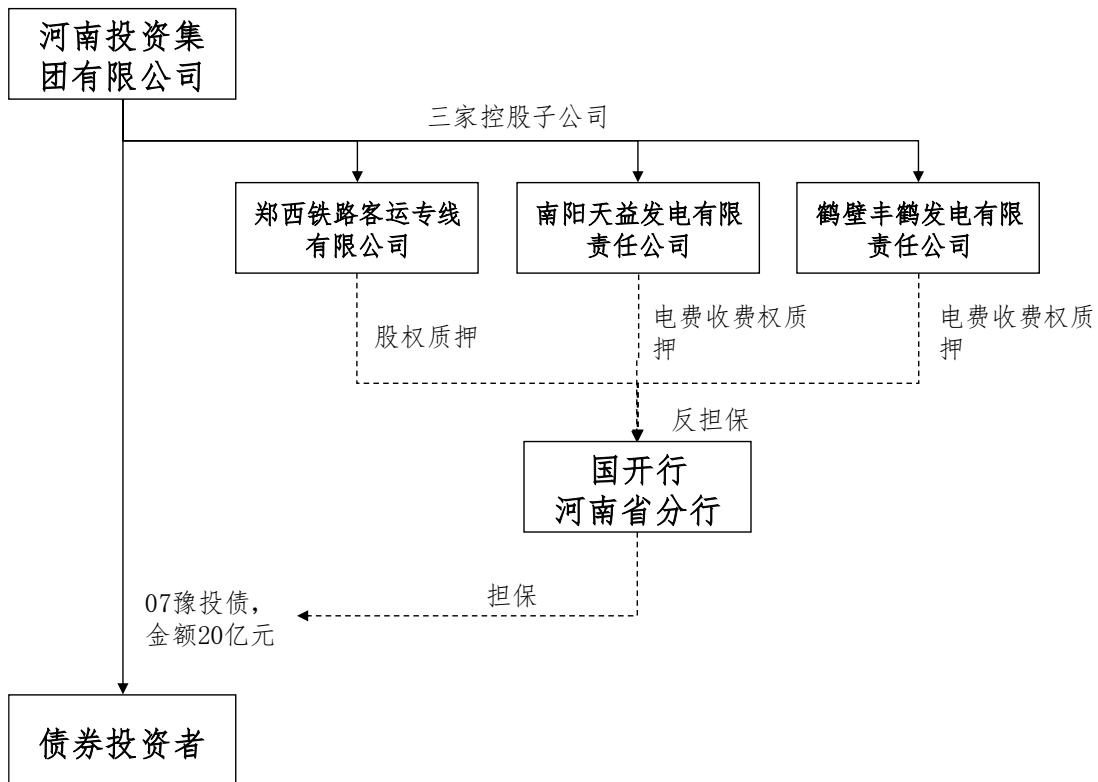 河南投资集
团有限公司
三家控股子公司
郑西铁路客运专线
有限公司
南阳天益发电有限
责任公司
鹤壁丰鹤发电有限
责任公司
股权质押
电费收费权质
押
电费收费权质
押
反担保
国开行
河南省分行
担保
07豫投债，
金额20亿元
债券投资者